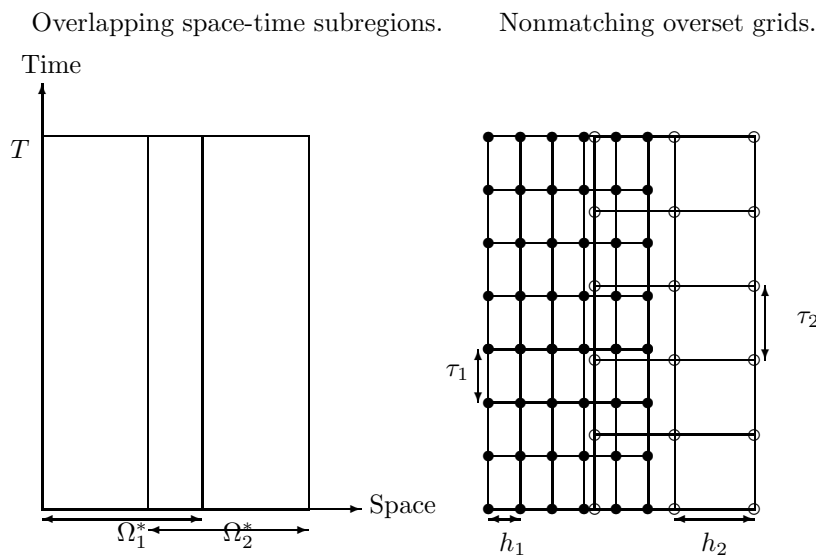 Overlapping space-time subregions.
Nonmatching overset grids.
Time
T
Space
Ω₁*
Ω₂*
τ₁
τ₂
h₁
h₂